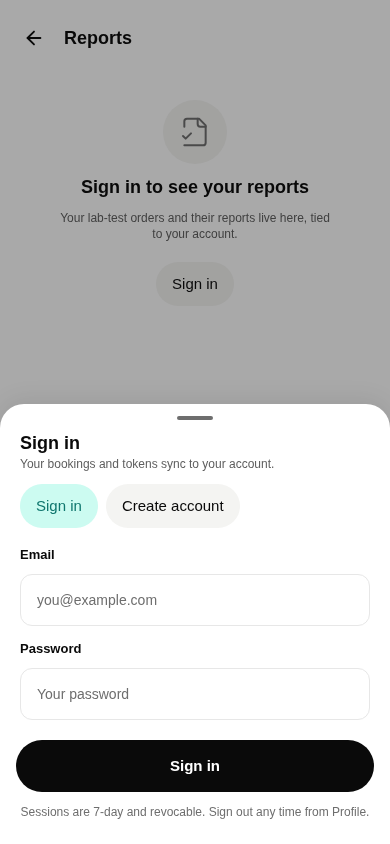 Reports
Sign in to see your reports
Your lab-test orders and their reports live here, tied
to your account.
Sign in
Sign in
Your bookings and tokens sync to your account.
Sign in
Create account
Email
you@example.com
Password
Your password
Sign in
Sessions are 7-day and revocable. Sign out any time from Profile.